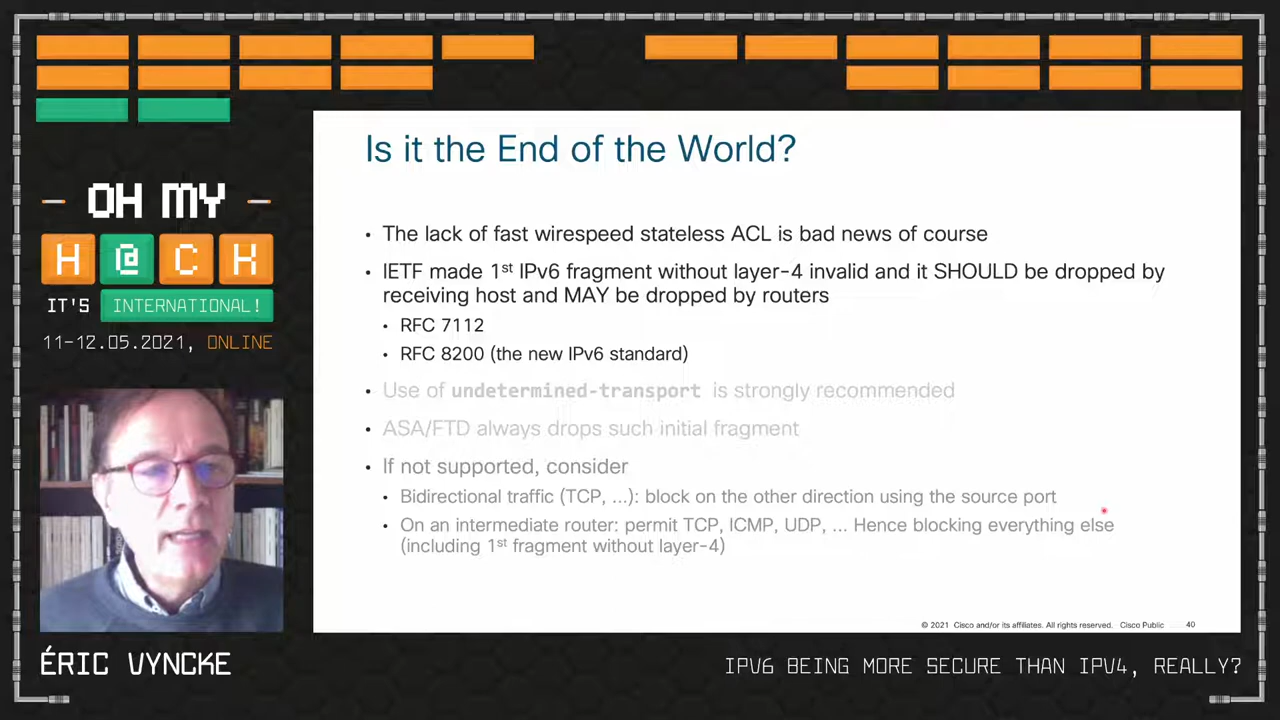 - OH MY -
H@CK
IT'S INTERNATIONAL!
11-12.05.2021, ONLINE
Is it the End of the World?
• The lack of fast wirespeed stateless ACL is bad news of course
• IETF made 1st IPv6 fragment without layer-4 invalid and it SHOULD be dropped by
receiving host and MAY be dropped by routers
• RFC 7112
• RFC 8200 (the new IPv6 standard)
• Use of undetermined-transport is strongly recommended
• ASA/FTD always drops such initial fragment
• If not supported, consider
• Bidirectional traffic (TCP, ...): block on the other direction using the source port
• On an intermediate router: permit TCP, ICMP, UDP, ... Hence blocking everything else
(including 1st fragment without layer-4)
© 2021 Cisco and/or its affiliates. All rights reserved. Cisco Public 40
ÉRIC VYNCKE
IPV6 BEING MORE SECURE THAN IPV4, REALLY?